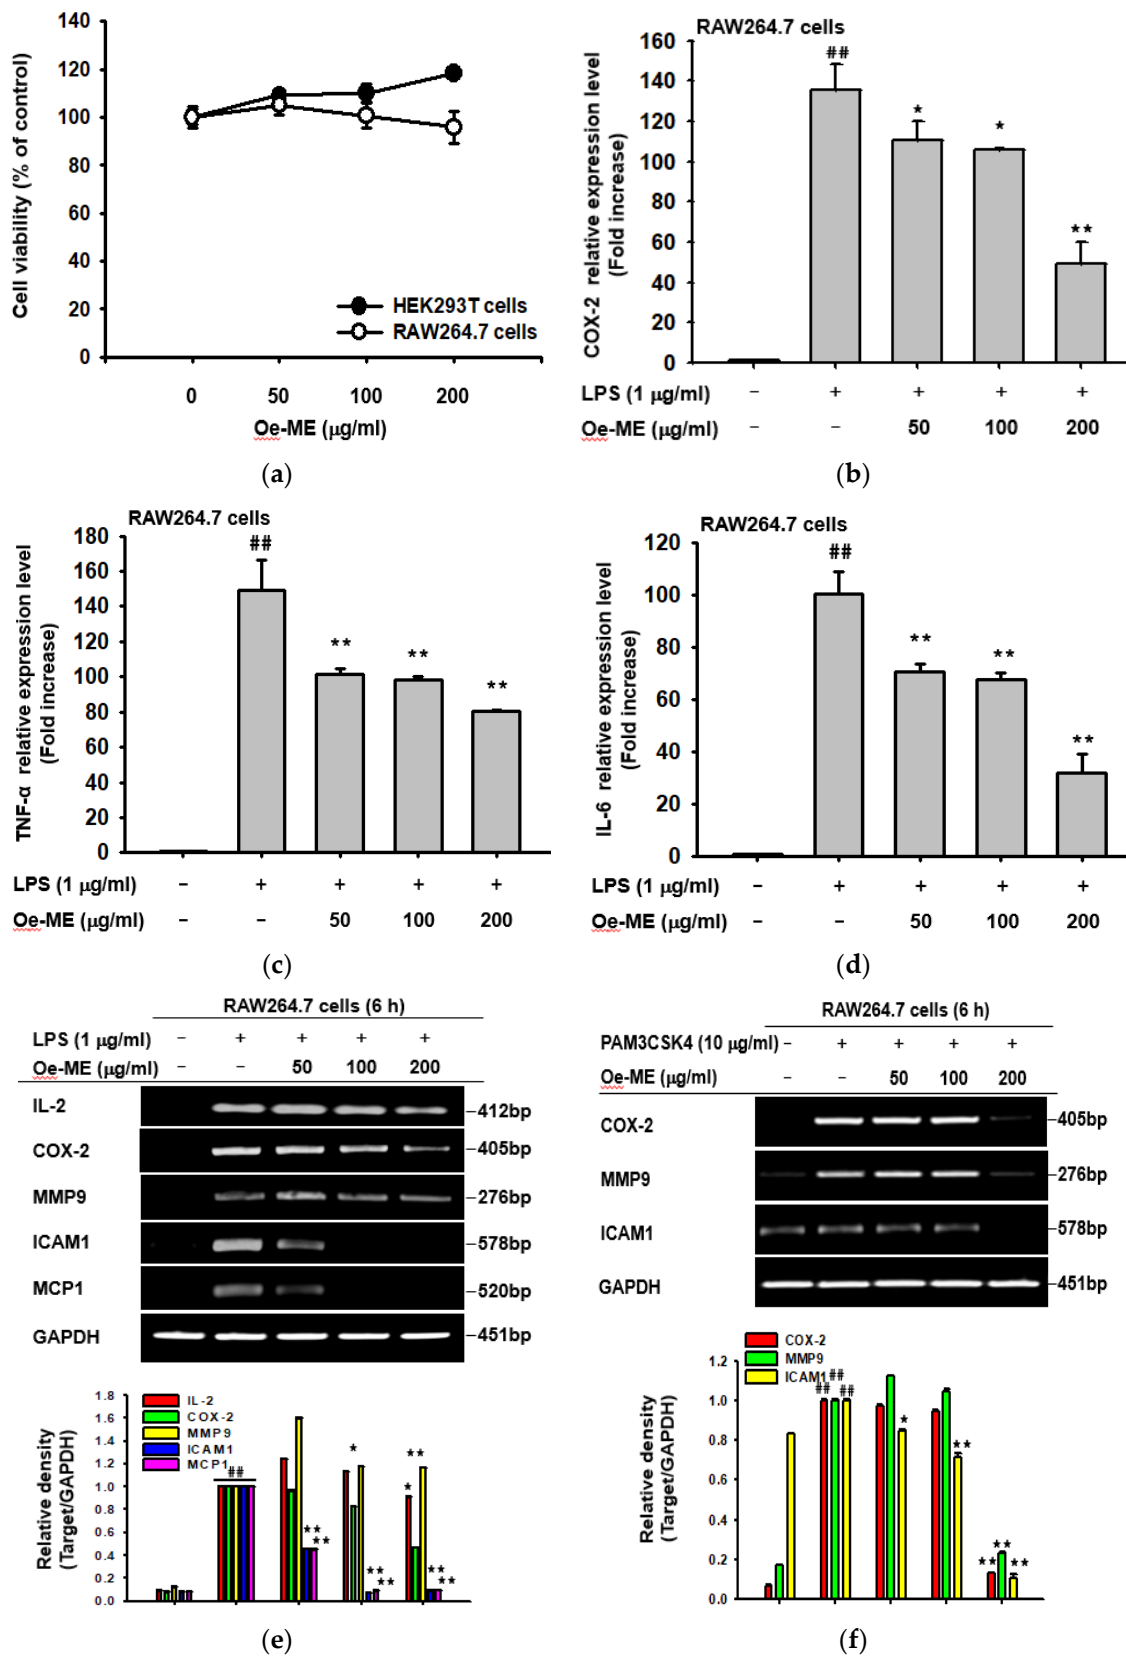 Cell viability (% of control)
140
120
100
80
60
40
20
0
HEK293T cells
RAW264.7 cells
0 50 100 200
Oe-ME (μg/ml)
(a)
RAW264.7 cells
COX-2 relative expression level
(Fold increase)
160
140
120
100
80
60
40
20
0
##
*
*
**
LPS (1 μg/ml) − + + + +
Oe-ME (μg/ml) − − 50 100 200
(b)
RAW264.7 cells
TNF-α relative expression level
(Fold increase)
180
160
140
120
100
80
60
40
20
0
##
**
**
**
LPS (1 μg/ml) − + + + +
Oe-ME (μg/ml) − − 50 100 200
(c)
RAW264.7 cells
IL-6 relative expression level
(Fold increase)
120
100
80
60
40
20
0
##
**
**
**
LPS (1 μg/ml) − + + + +
Oe-ME (μg/ml) − − 50 100 200
(d)
RAW264.7 cells (6 h)
LPS (1 μg/ml) − + + + +
Oe-ME (μg/ml) − − 50 100 200
IL-2 −412bp
COX-2 −405bp
MMP9 −276bp
ICAM1 −578bp
MCP1 −520bp
GAPDH −451bp
Relative density
(Target/GAPDH)
1.8
1.6
1.4
1.2
1.0
0.8
0.6
0.4
0.2
0.0
IL-2
COX-2
MMP9
ICAM1
MCP1
##
**
**
*
**
**
*
**
**
**
(e)
RAW264.7 cells (6 h)
PAM3CSK4 (10 μg/ml) − + + + +
Oe-ME (μg/ml) − − 50 100 200
COX-2 −405bp
MMP9 −276bp
ICAM1 −578bp
GAPDH −451bp
Relative density
(Target/GAPDH)
1.2
1.0
0.8
0.6
0.4
0.2
0.0
COX-2
MMP9
ICAM1
##
##
##
*
**
**
**
**
(f)